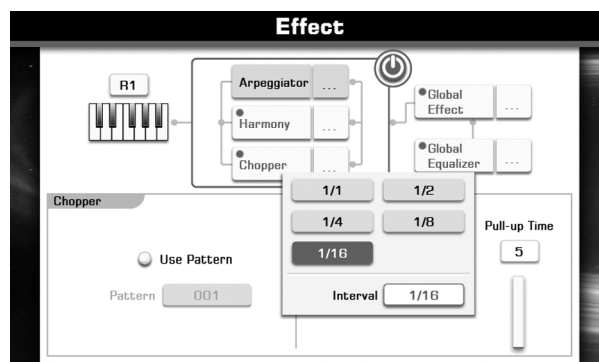 Effect
R1
Arpeggiator ...
Harmony ...
Chopper ...
Global
Effect ...
Global
Equalizer ...
Chopper
Use Pattern
Pattern 001
1/1 1/2
1/4 1/8
1/16
Interval 1/16
Pull-up Time
5